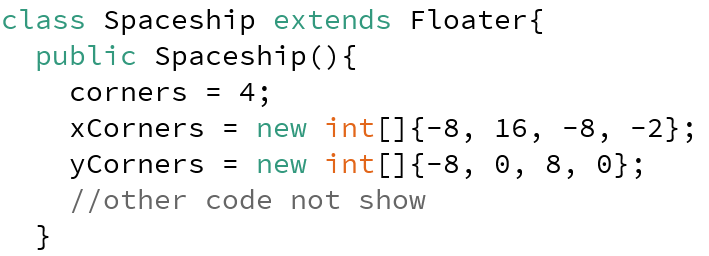 class Spaceship extends Floater{
public Spaceship(){
corners = 4;
xCorners = new int[]{-8, 16, -8, -2};
yCorners = new int[]{-8, 0, 8, 0};
//other code not show
}